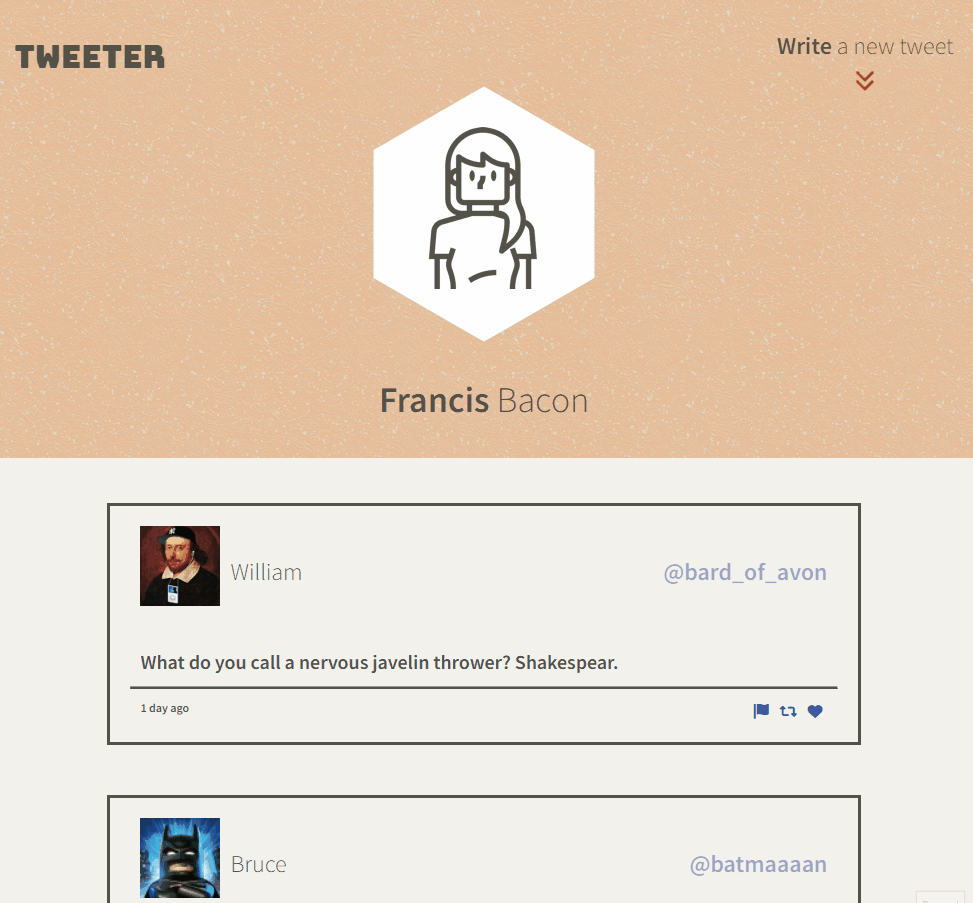 TWEETER
Write a new tweet
Francis Bacon
William
@bard_of_avon
What do you call a nervous javelin thrower? Shakespear.
1 day ago
Bruce
@batmaaaan